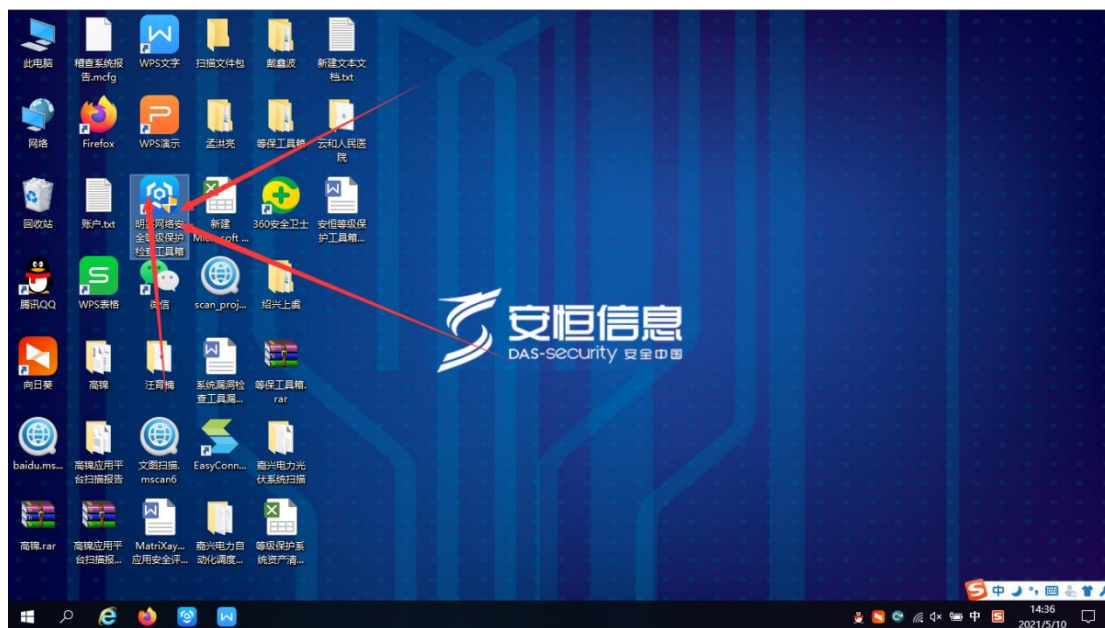 此电脑
稽查系统报
告.mcfg
WPS文字
扫描文件包
戴鑫波
新建文本文
档.txt
网络
Firefox
WPS演示
孟洪亮
等保工具箱
云和人民医
院
回收站
账户.txt
明鉴网络安
全等级保护
检查工具箱
新建
Microsoft ...
360安全卫士
安恒等级保
护工具箱...
腾讯QQ
WPS表格
微信
scan_proj...
绍兴上虞
向日葵
高锦
汪育楠
系统漏洞检
查工具漏...
等保工具箱.
rar
baidu.ms...
高锦应用平
台扫描报告
文图扫描.
mscan6
EasyConn...
嘉兴电力光
伏系统扫描
高锦.rar
高锦应用平
台扫描报...
MatriXay...
应用安全评...
嘉兴电力自
动化调度...
等级保护系
统资产清...
安恒信息
DAS-security 安全中国
中
中
14:36
2021/5/10